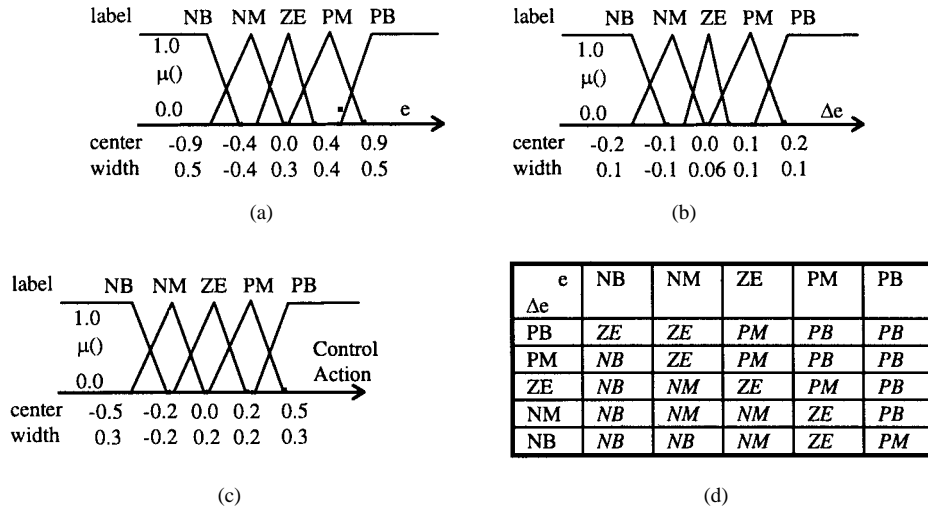 label NB NM ZE PM PB
1.0
μ()
0.0 e
center -0.9 -0.4 0.0 0.4 0.9
width 0.5 -0.4 0.3 0.4 0.5
(a)
label NB NM ZE PM PB
1.0
μ()
0.0 Δe
center -0.2 -0.1 0.0 0.1 0.2
width 0.1 -0.1 0.06 0.1 0.1
(b)
label NB NM ZE PM PB
1.0
μ() Control
0.0 Action
center -0.5 -0.2 0.0 0.2 0.5
width 0.3 -0.2 0.2 0.2 0.3
(c)
e NB NM ZE PM PB
Δe
PB ZE ZE PM PB PB
PM NB ZE PM PB PB
ZE NB NM ZE PM PB
NM NB NM NM ZE PB
NB NB NB NM ZE PM
(d)